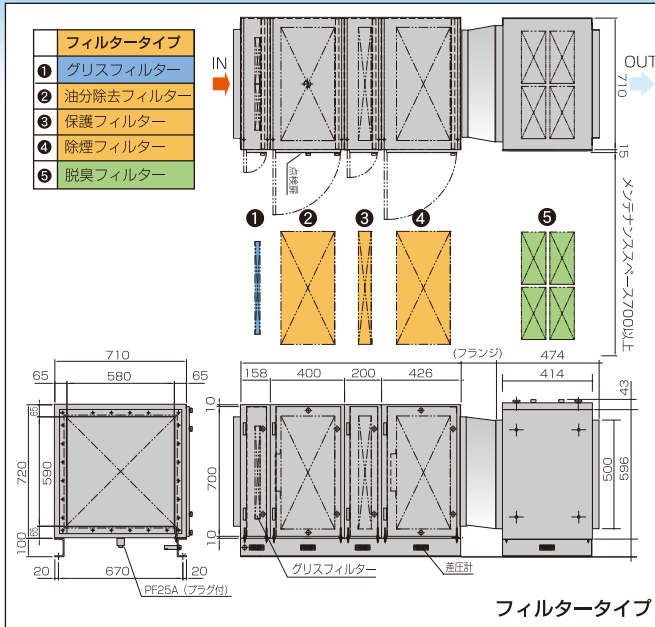 フィルタータイプ
❶ グリスフィルター
❷ 油分除去フィルター
❸ 保護フィルター
❹ 除煙フィルター
❺ 脱臭フィルター
IN
OUT
710
15
点検扉
メンテナンススペース700以上
❶ ❷ ❸ ❹ ❺
710
65 580 65
65
720
590
65
100
20 670 20
PF25A（プラグ付）
(フランジ)
158 400 200 426
474
414
10
700
10
43
500
596
グリスフィルター
差圧計
フィルタータイプ